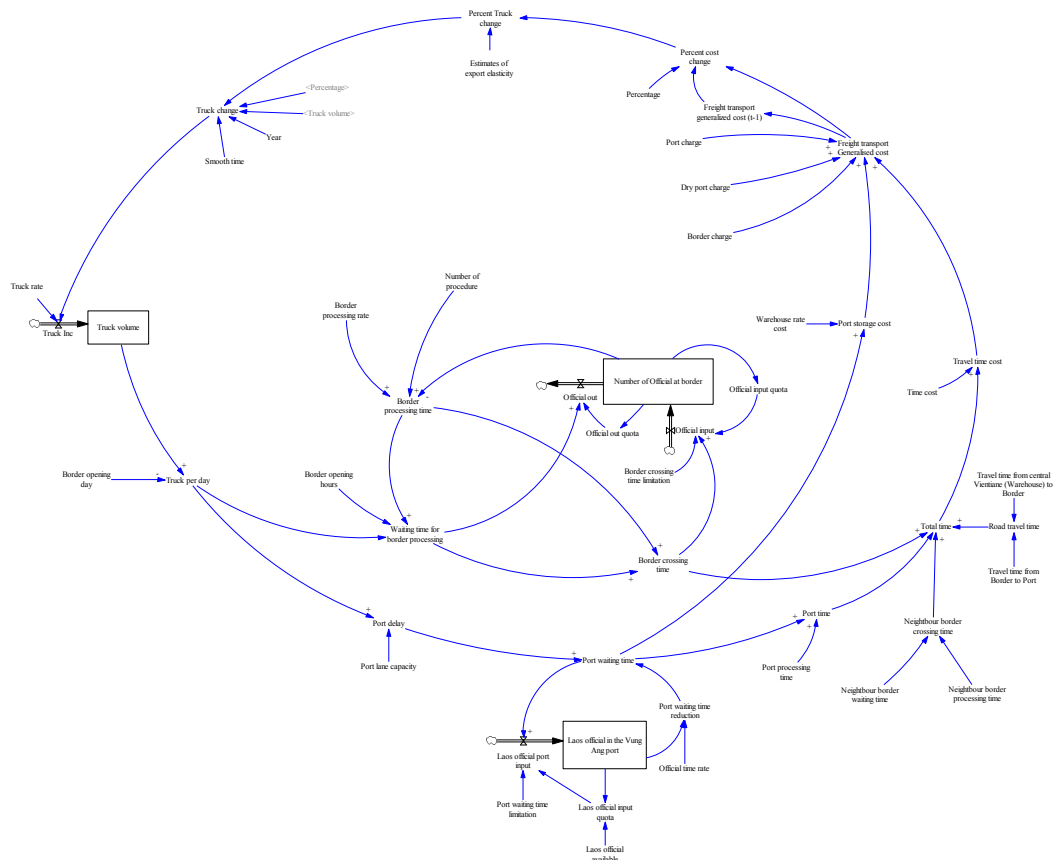 Percent Truck
change
Estimates of
export elasticity
Percent cost
change
Percentage
Freight transport
generalized cost (t-1)
<Percentage>
<Truck volume>
Truck change
Year
Smooth time
Port charge
Freight transport
Generalised cost
Dry port charge
Border charge
Truck rate
Truck Inc
Truck volume
Number of
procedure
Border
processing rate
Warehouse rate
cost
Port storage cost
Travel time cost
Time cost
Number of Official at border
Official input quota
Official out
Official out quota
Official input
Border
processing time
Border crossing
time limitation
Border opening
day
Truck per day
Border opening
hours
Waiting time for
border processing
Border crossing
time
Travel time from central
Vientiane (Warehouse) to
Border
Total time
Road travel time
Travel time from
Border to Port
Port delay
Port lane capacity
Port waiting time
Port time
Port processing
time
Neighbour border
crossing time
Neighbour border
waiting time
Neighbour border
processing time
Port waiting time
reduction
Laos official in the Vung
Ang port
Laos official port
input
Official time rate
Port waiting time
limitation
Laos official input
quota
Laos official
available